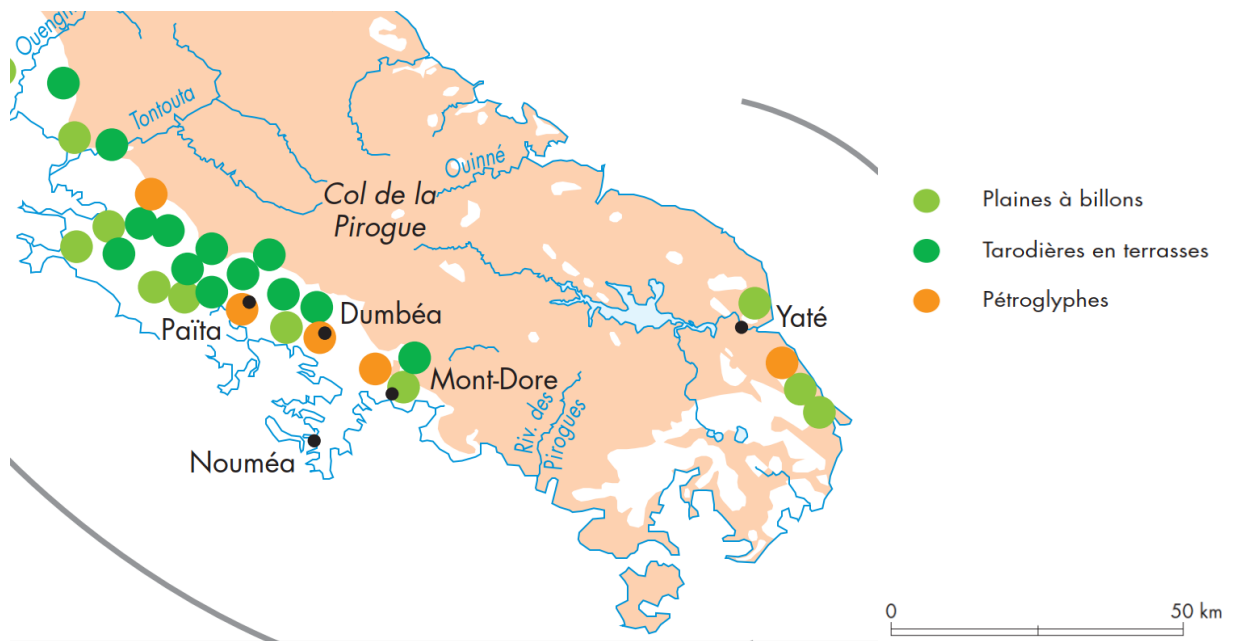 Tontouta
Ouinné
Col de la
Pirogue
Plaines à billons
Tarodières en terrasses
Pétroglyphes
Païta
Dumbéa
Yaté
Mont-Dore
Riv. des
Pirogues
Nouméa
0
50 km